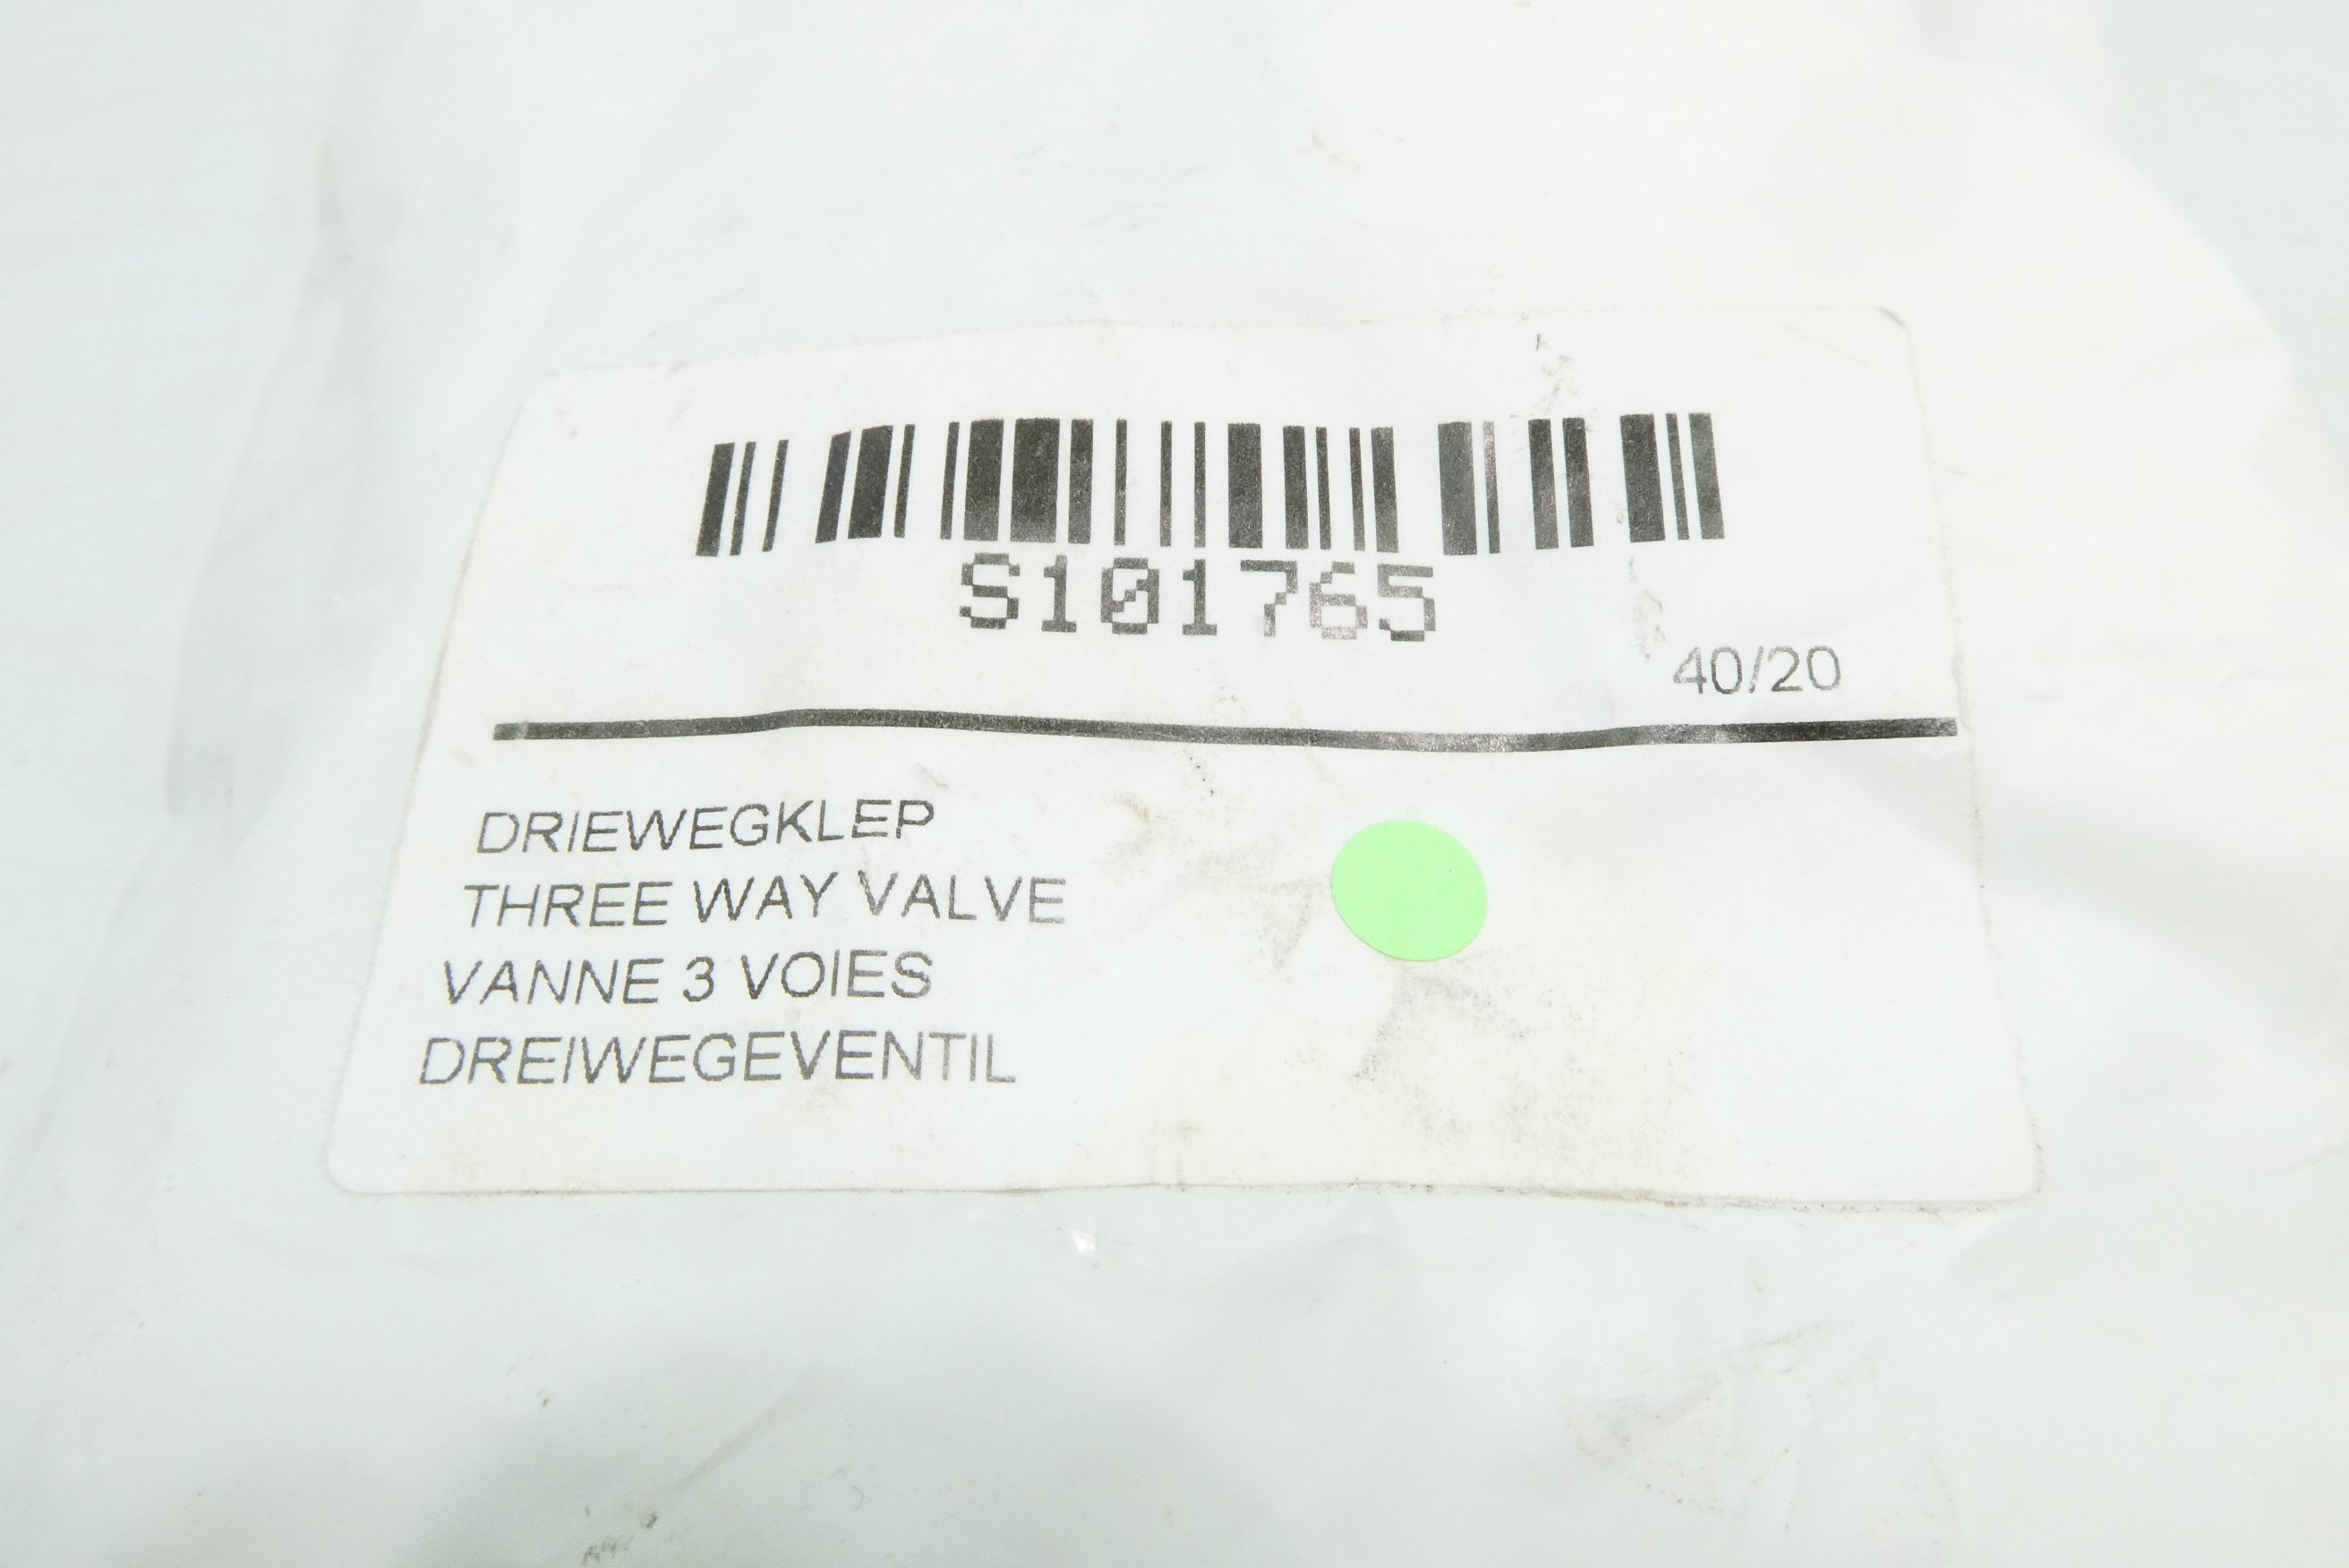 S101765
40/20
DRIEWEGKLEP
THREE WAY VALVE
VANNE 3 VOIES
DREIWEGEVENTIL